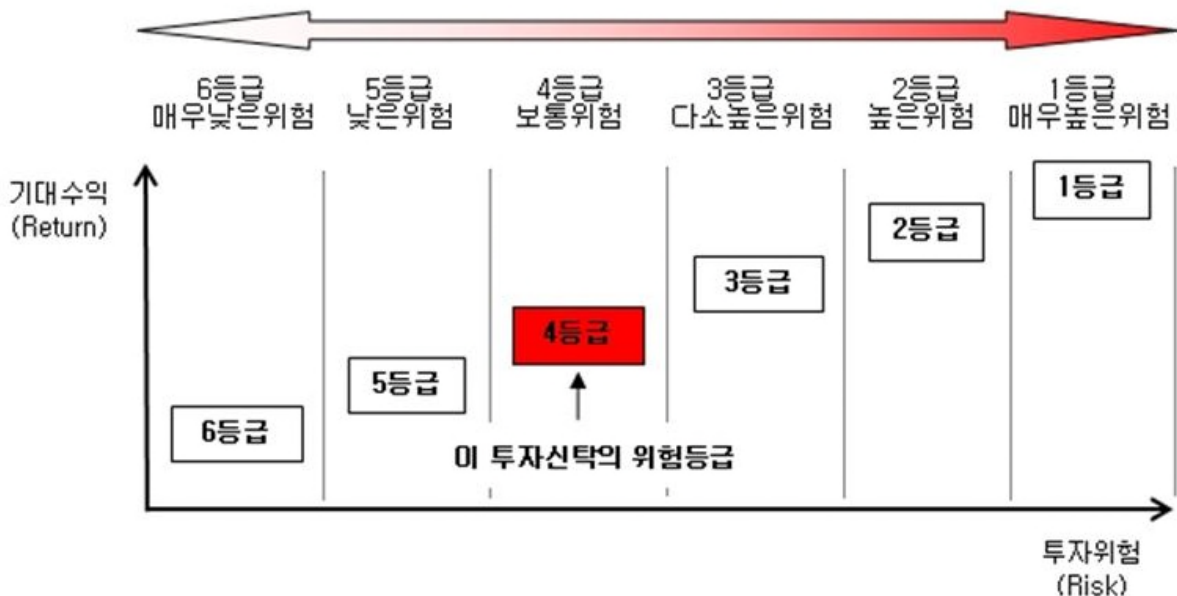 6등급 5등급 4등급 3등급 2등급 1등급
매우낮은위험 낮은위험 보통위험 다소높은위험 높은위험 매우높은위험
기대수익
(Return)
1등급
2등급
3등급
4등급
5등급
6등급
이 투자신탁의 위험등급
투자위험
(Risk)